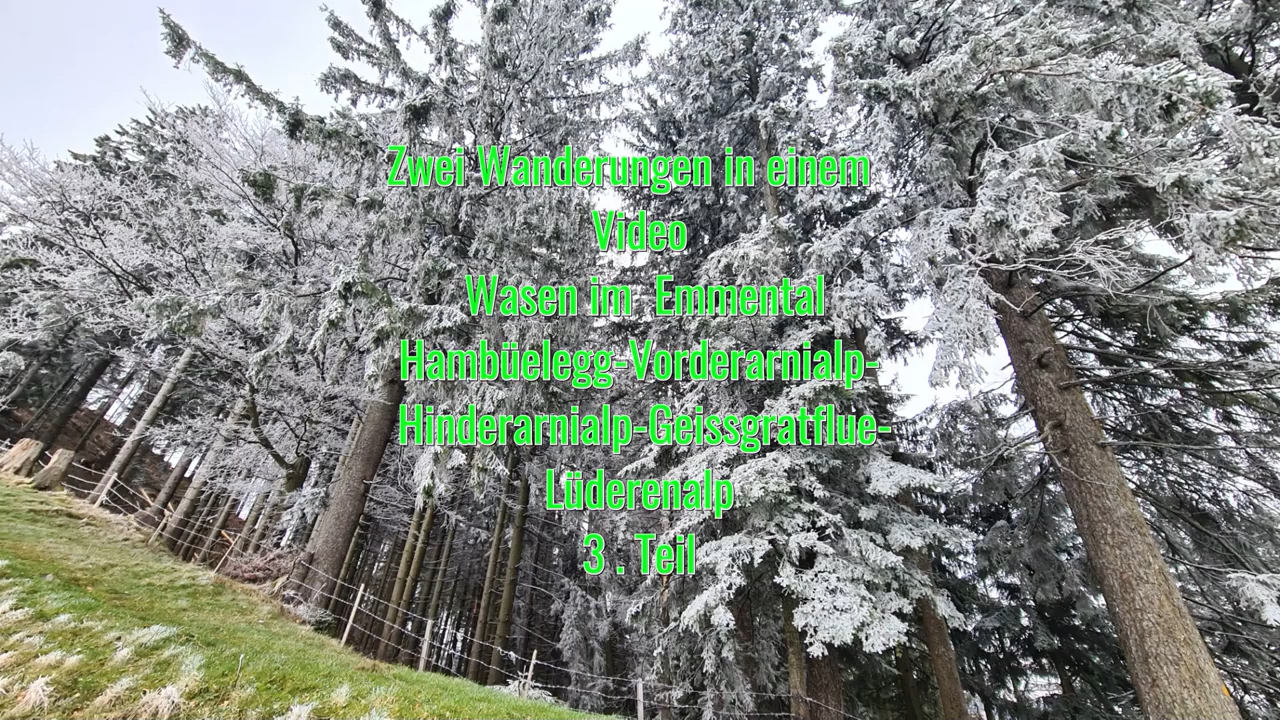 Zwei Wanderungen in einem
Video
Wasen im  Emmental
Hambüelegg-Vorderarnialp-
Hinderarnialp-Geissgratflue-
Lüderenalp
3 . Teil